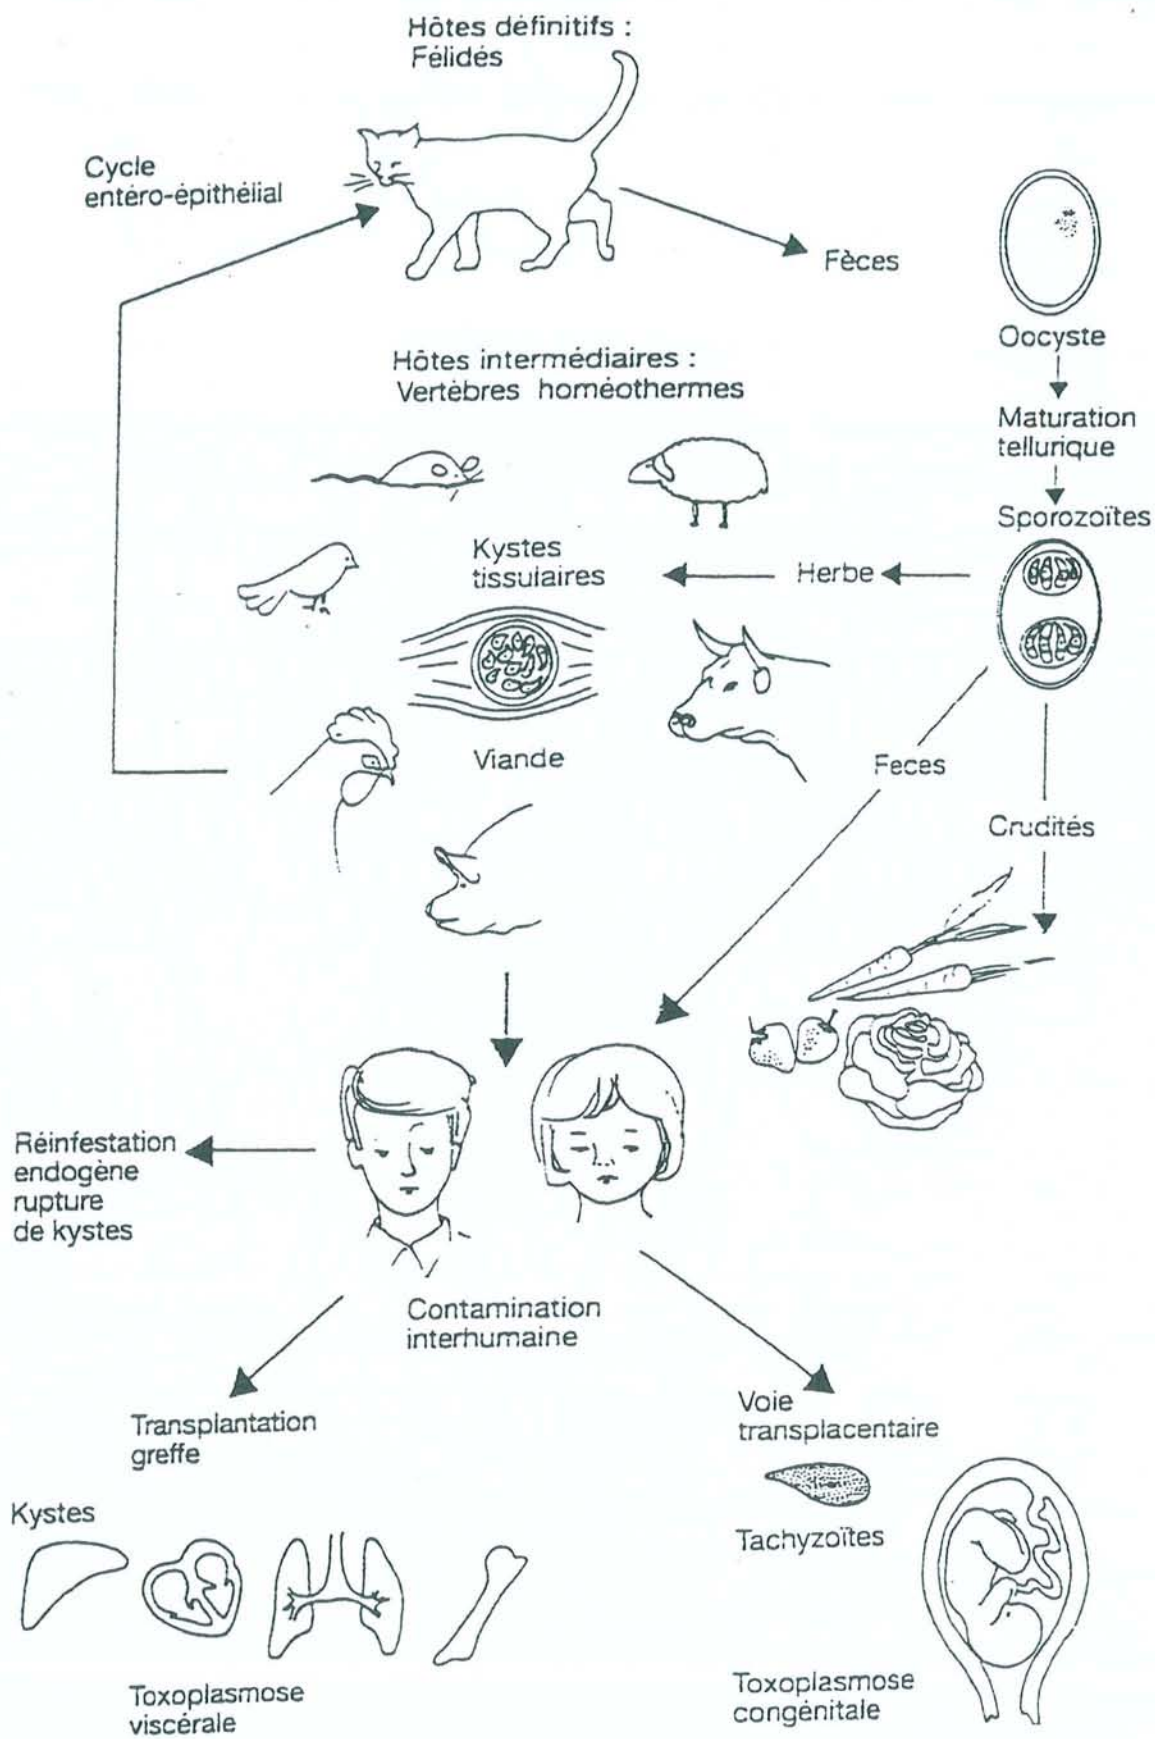 Hôtes définitifs :
Félidés
Cycle
entéro-épithélial
Fèces
Oocyste
Hôtes intermédiaires :
Vertèbres homéothermes
Maturation
tellurique
Sporozoïtes
Kystes
tissulaires
Herbe
Viande
Feces
Crudités
Réinfestation
endogène
rupture
de kystes
Contamination
interhumaine
Transplantation
greffe
Voie
transplacentaire
Kystes
Tachyzoïtes
Toxoplasmose
viscérale
Toxoplasmose
congénitale